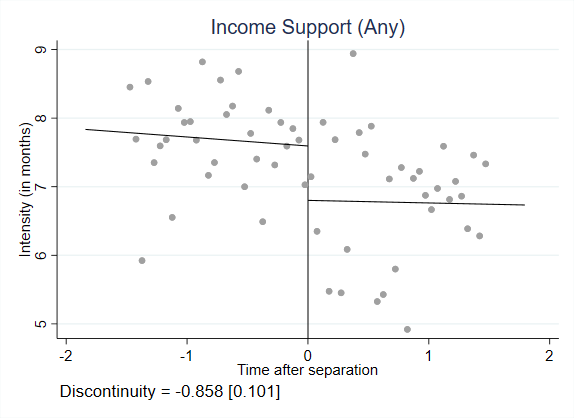 Income Support (Any)
Intensity (in months)
9
8
7
6
5
-2
-1
0
1
2
Time after separation
Discontinuity = -0.858 [0.101]